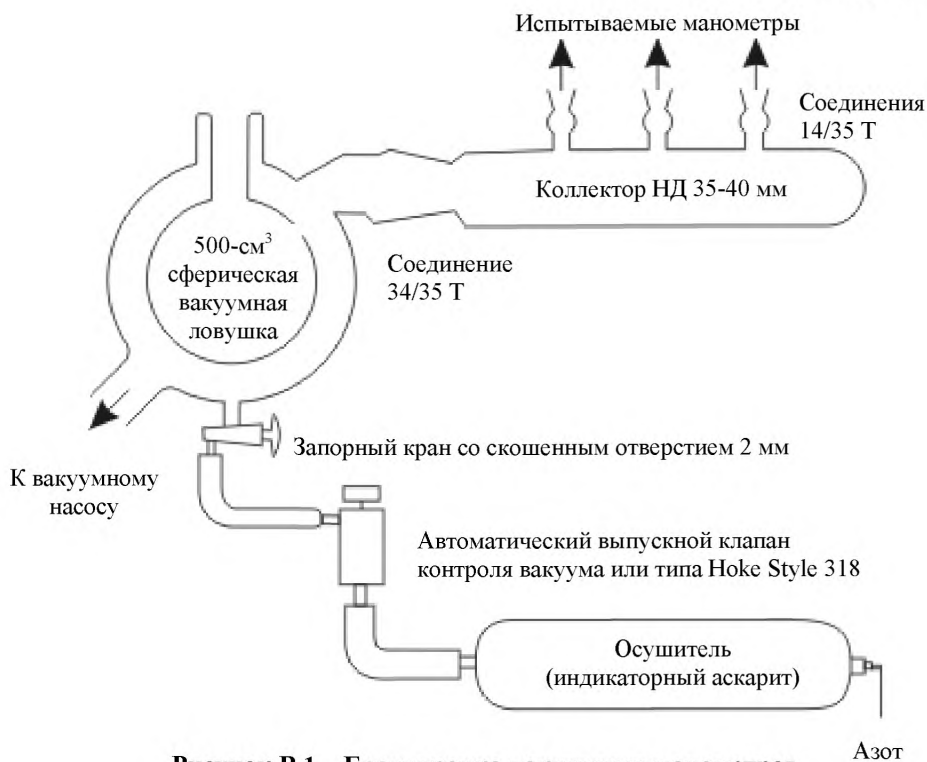 Испытываемые манометры
Соединения
14/35 Т
Коллектор НД 35-40 мм
500-см³
сферическая
вакуумная
ловушка
Соединение
34/35 Т
Запорный кран со скошенным отверстием 2 мм
К вакуумному
насосу
Автоматический выпускной клапан
контроля вакуума или типа Hoke Style 318
Осушитель
(индикаторный аскарит)
Азот